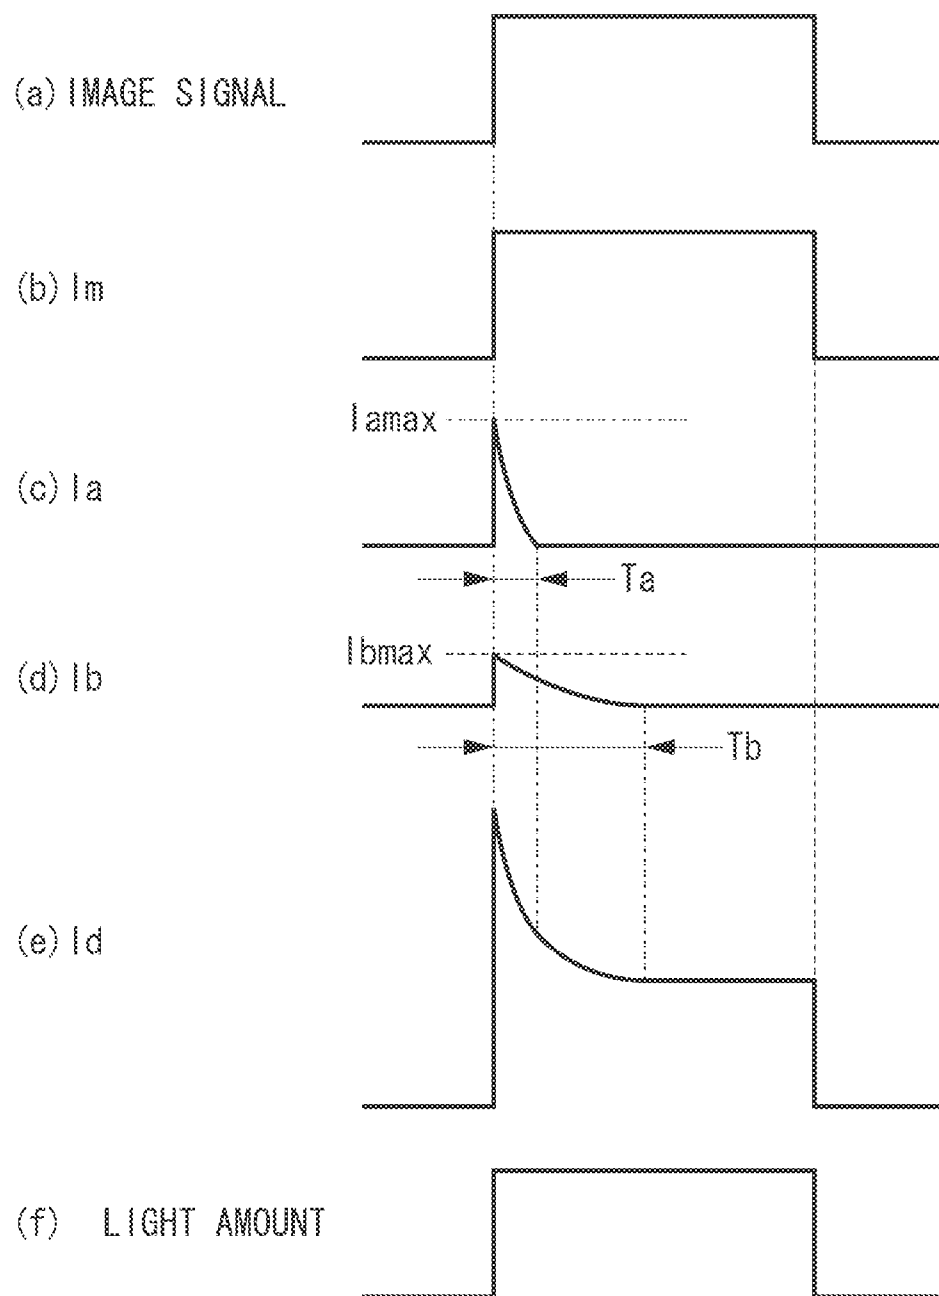 (a) IMAGE SIGNAL
(b) Im
Iamax
(c) Ia
Ta
Ibmax
(d) Ib
Tb
(e) Id
(f) LIGHT AMOUNT